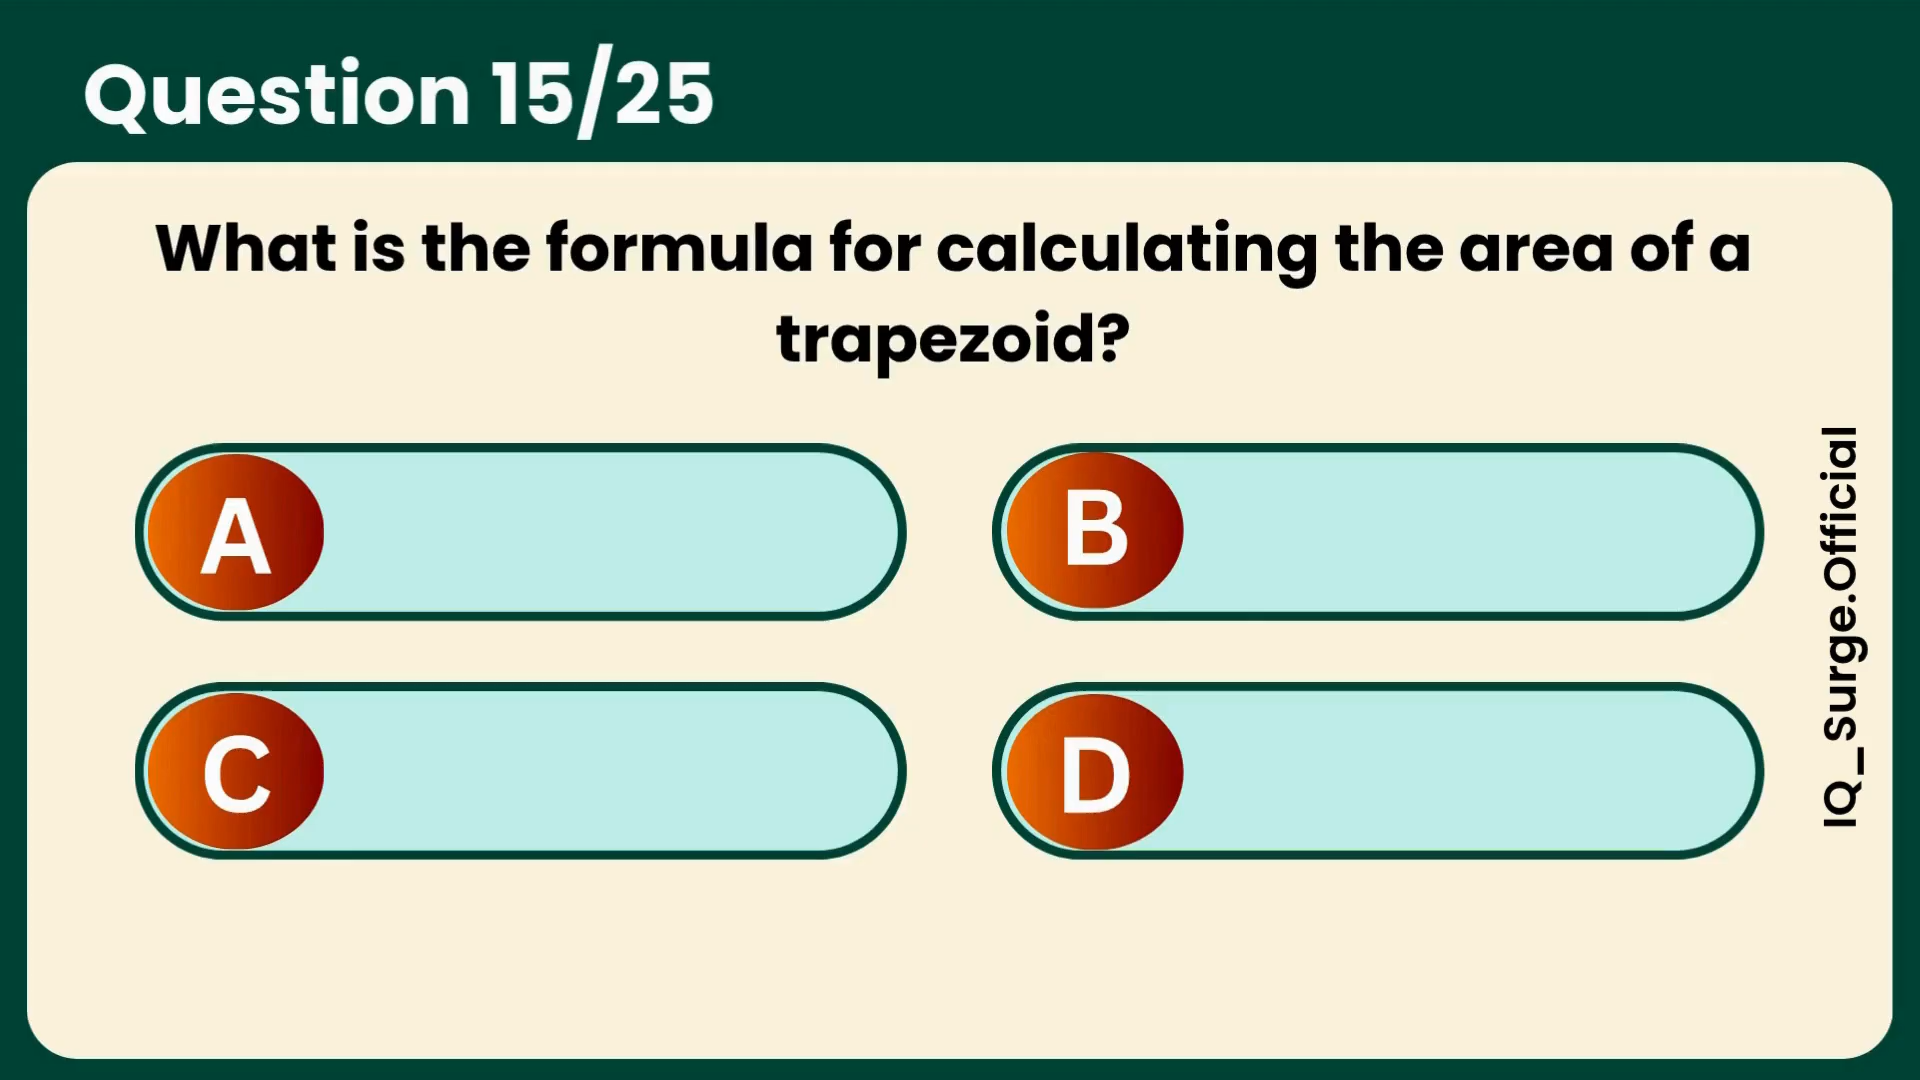 Question 15/25
What is the formula for calculating the area of a
trapezoid?
A
B
C
D
IQ_Surge.Official